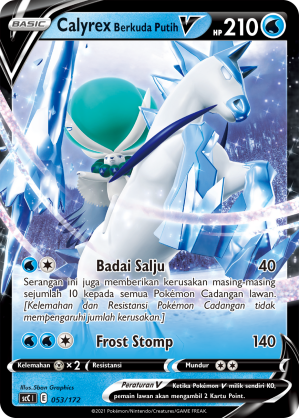 BASIC Calyrex Berkuda Putih V HP 210
Badai Salju 40
Serangan ini juga memberikan kerusakan masing-masing
sejumlah 10 kepada semua Pokémon Cadangan lawan.
[Kelemahan dan Resistansi Pokémon Cadangan tidak
mempengaruhi jumlah kerusakan.]
Frost Stomp 140
Kelemahan × 2 Resistansi Mundur
Illus. 5ban Graphics
sc1 I E 053/172
Peraturan V Ketika Pokémon V milik sendiri KO,
pemain lawan akan mengambil 2 Kartu Poin.
©2021 Pokémon/Nintendo/Creatures/GAME FREAK.